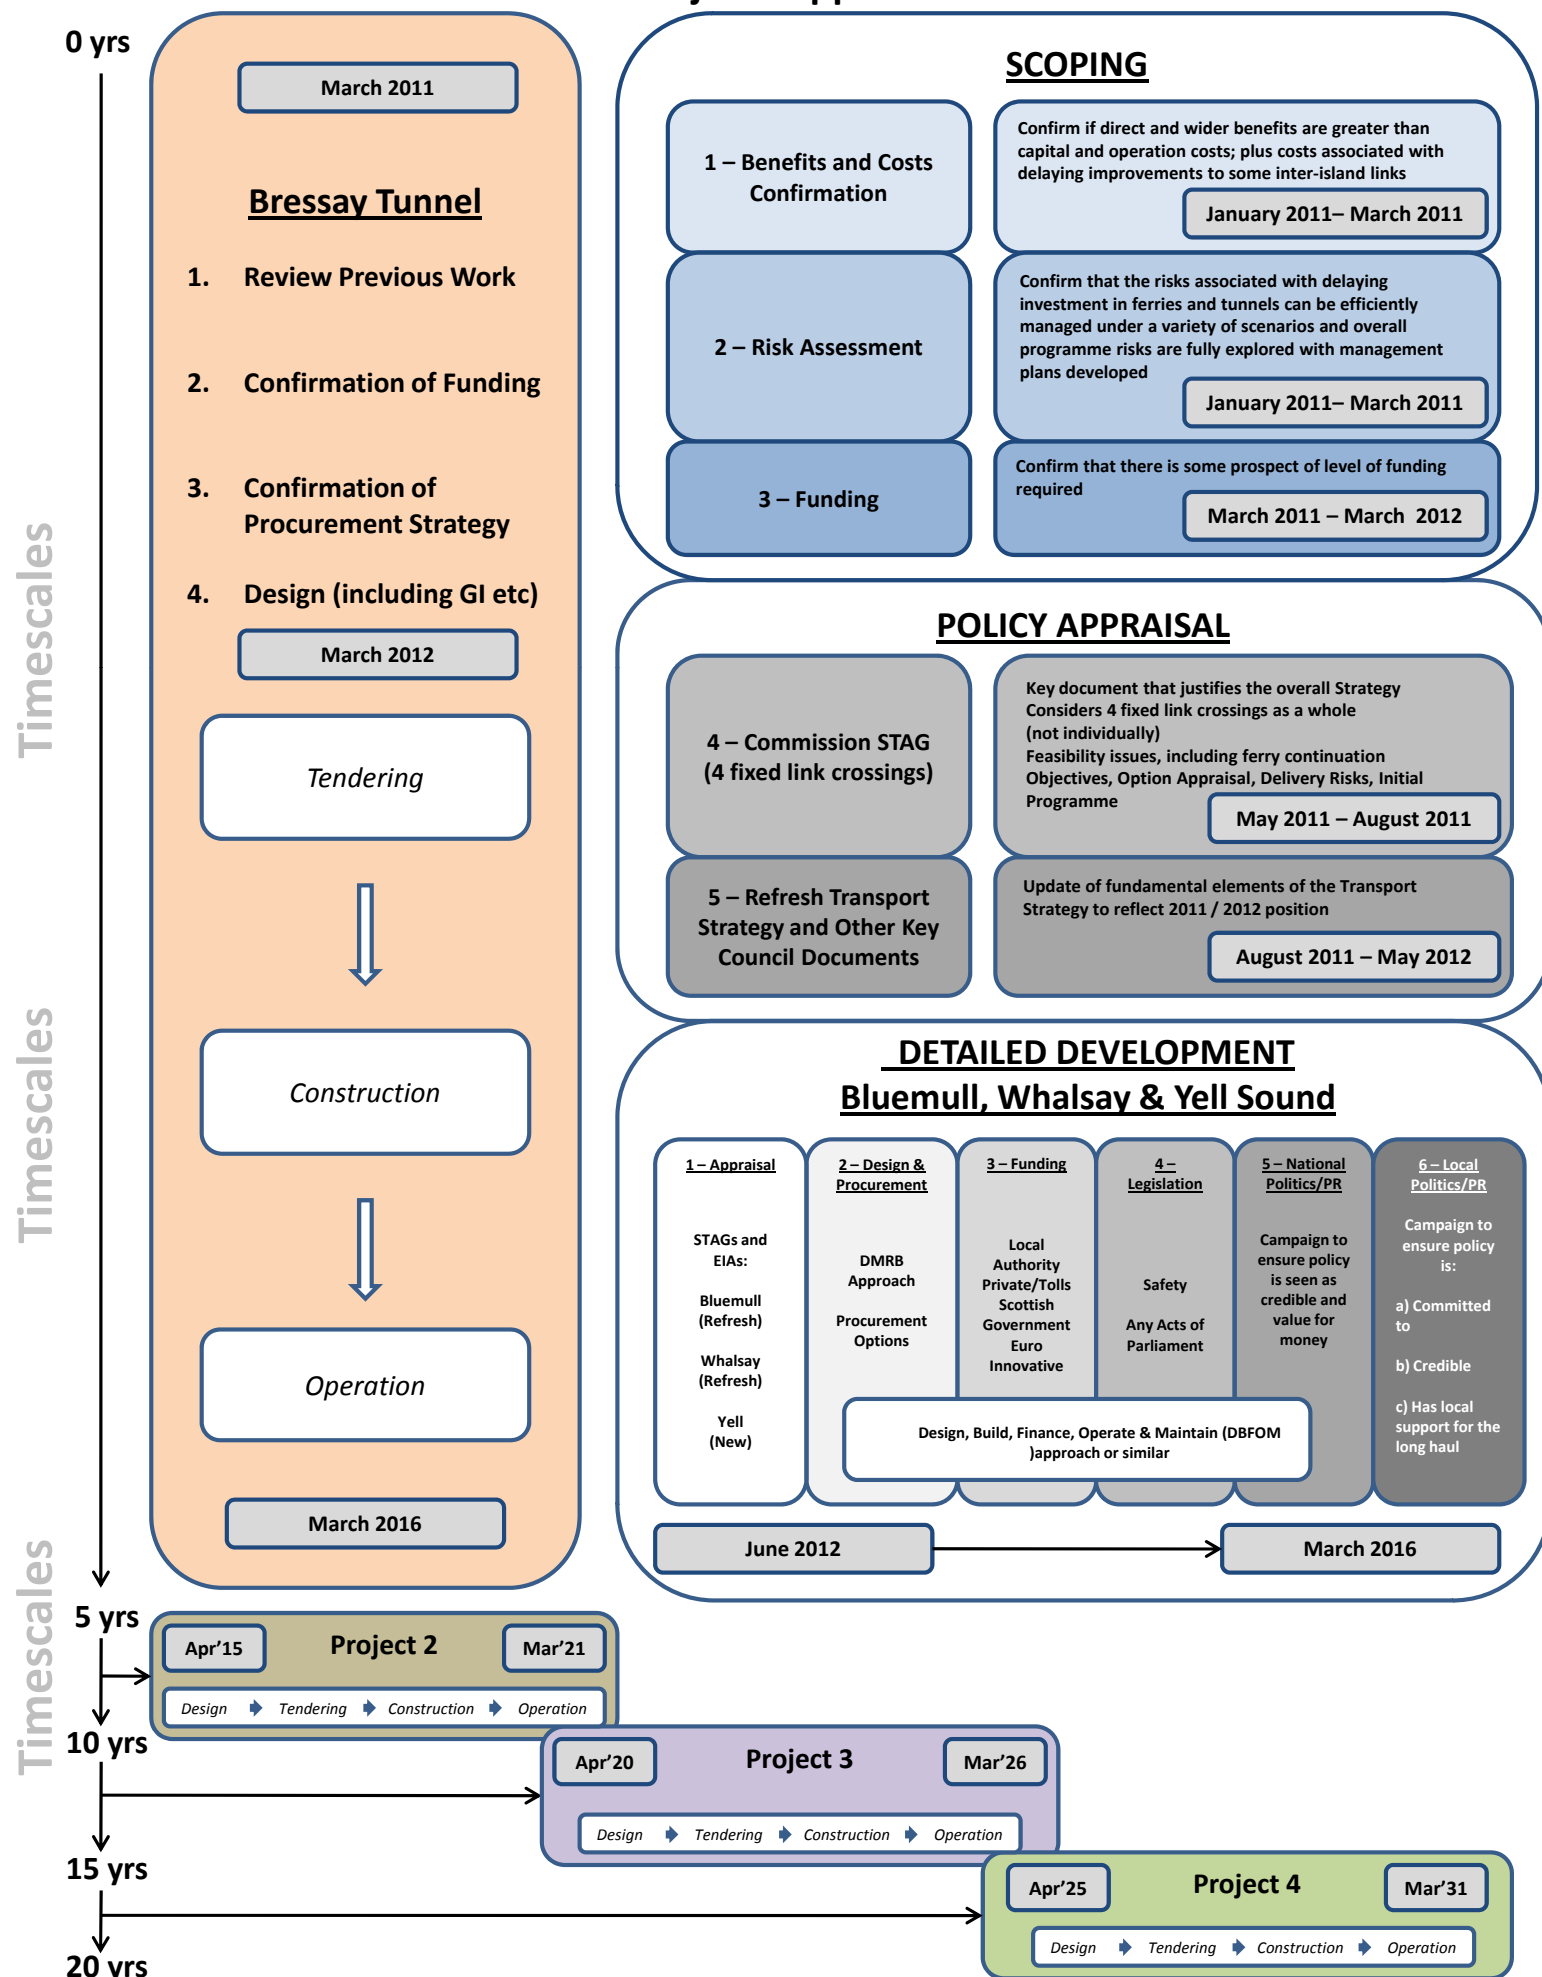 0 yrs
March 2011
Bressay Tunnel
1. Review Previous Work
2. Confirmation of Funding
3. Confirmation of
Procurement Strategy
4. Design (including GI etc)
March 2012
Tendering
Construction
Operation
March 2016
Timescales
Timescales
Timescales
SCOPING
1 – Benefits and Costs
Confirmation
Confirm if direct and wider benefits are greater than
capital and operation costs; plus costs associated with
delaying improvements to some inter-island links
January 2011– March 2011
2 – Risk Assessment
Confirm that the risks associated with delaying
investment in ferries and tunnels can be efficiently
managed under a variety of scenarios and overall
programme risks are fully explored with management
plans developed
January 2011– March 2011
3 – Funding
Confirm that there is some prospect of level of funding
required
March 2011 – March 2012
POLICY APPRAISAL
4 – Commission STAG
(4 fixed link crossings)
Key document that justifies the overall Strategy
Considers 4 fixed link crossings as a whole
(not individually)
Feasibility issues, including ferry continuation
Objectives, Option Appraisal, Delivery Risks, Initial
Programme
May 2011 – August 2011
5 – Refresh Transport
Strategy and Other Key
Council Documents
Update of fundamental elements of the Transport
Strategy to reflect 2011 / 2012 position
August 2011 – May 2012
DETAILED DEVELOPMENT
Bluemull, Whalsay & Yell Sound
1 – Appraisal
STAGs and
EIAs:
Bluemull
(Refresh)
Whalsay
(Refresh)
Yell
(New)
2 – Design &
Procurement
DMRB
Approach
Procurement
Options
3 – Funding
Local
Authority
Private/Tolls
Scottish
Government
Euro
Innovative
4 –
Legislation
Safety
Any Acts of
Parliament
5 – National
Politics/PR
Campaign to
ensure policy
is seen as
credible and
value for
money
6 – Local
Politics/PR
Campaign to
ensure policy
is:
a) Committed
to
b) Credible
c) Has local
support for the
long haul
Design, Build, Finance, Operate & Maintain (DBFOM
)approach or similar
June 2012
March 2016
5 yrs
Apr’15
Project 2
Mar’21
Design Tendering Construction Operation
10 yrs
Apr’20
Project 3
Mar’26
Design Tendering Construction Operation
15 yrs
Apr’25
Project 4
Mar’31
Design Tendering Construction Operation
20 yrs